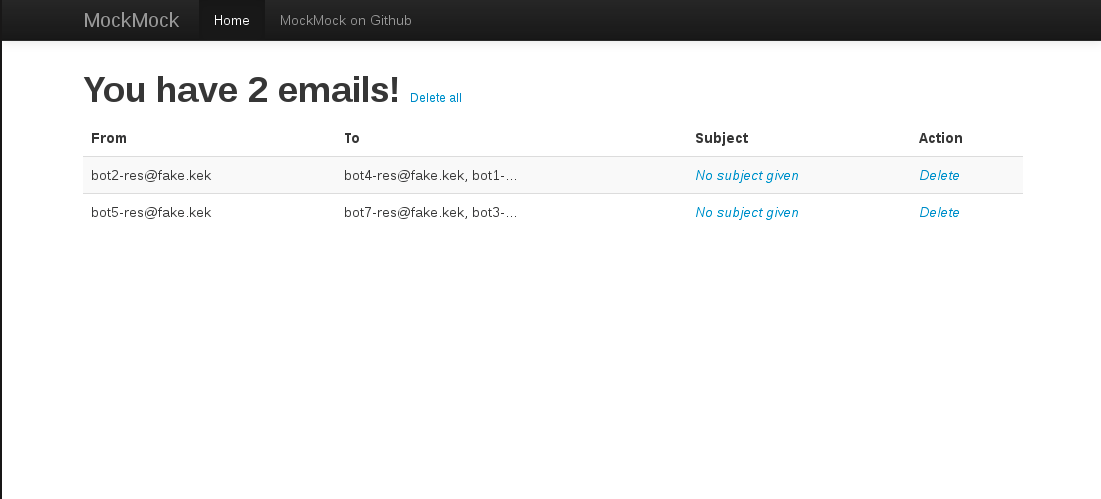 MockMock Home MockMock on Github
You have 2 emails! Delete all
From To Subject Action
bot2-res@fake.kek bot4-res@fake.kek, bot1-... No subject given Delete
bot5-res@fake.kek bot7-res@fake.kek, bot3-... No subject given Delete